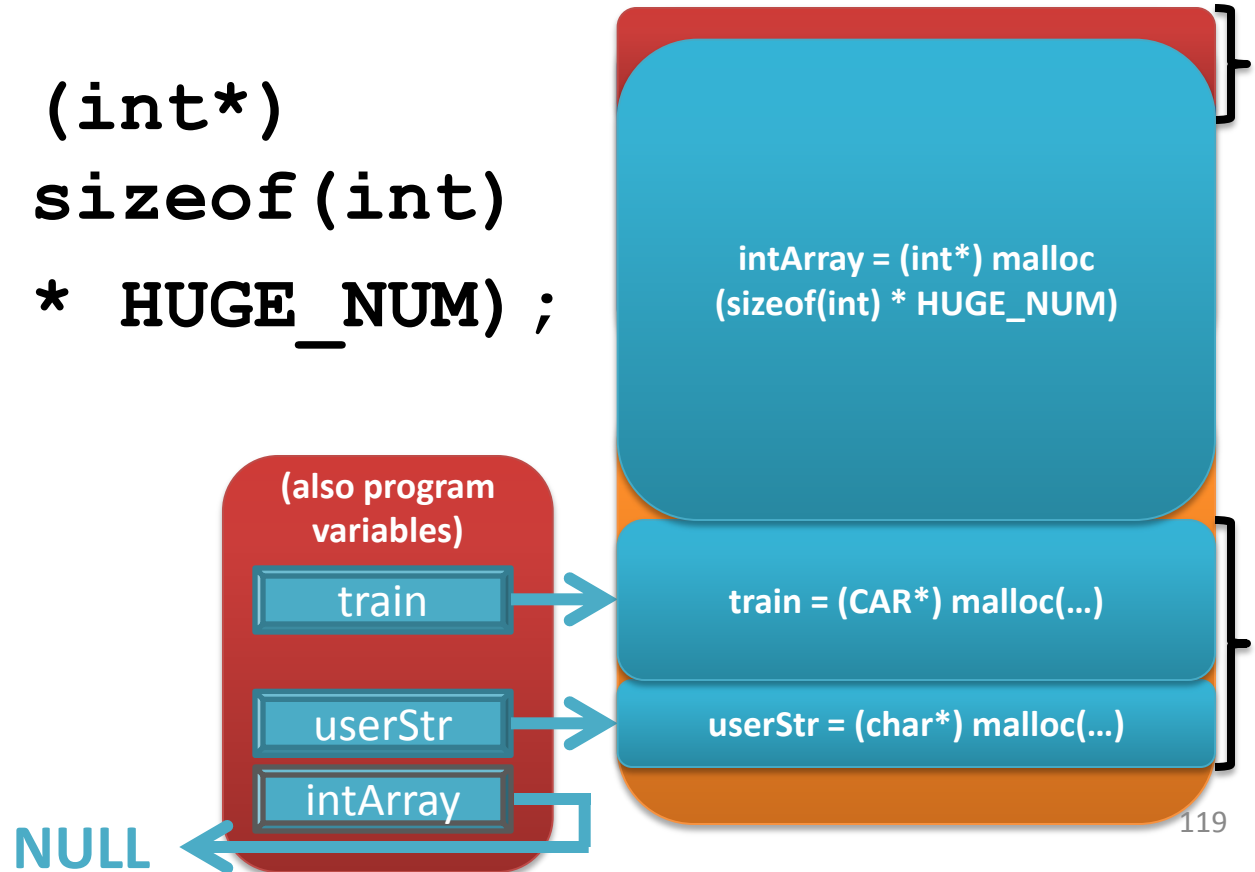 (int*)
sizeof(int)
* HUGE_NUM);
intArray = (int*) malloc
(sizeof(int) * HUGE_NUM)
(also program
variables)
train
train = (CAR*) malloc(…)
userStr
userStr = (char*) malloc(…)
intArray
NULL
119